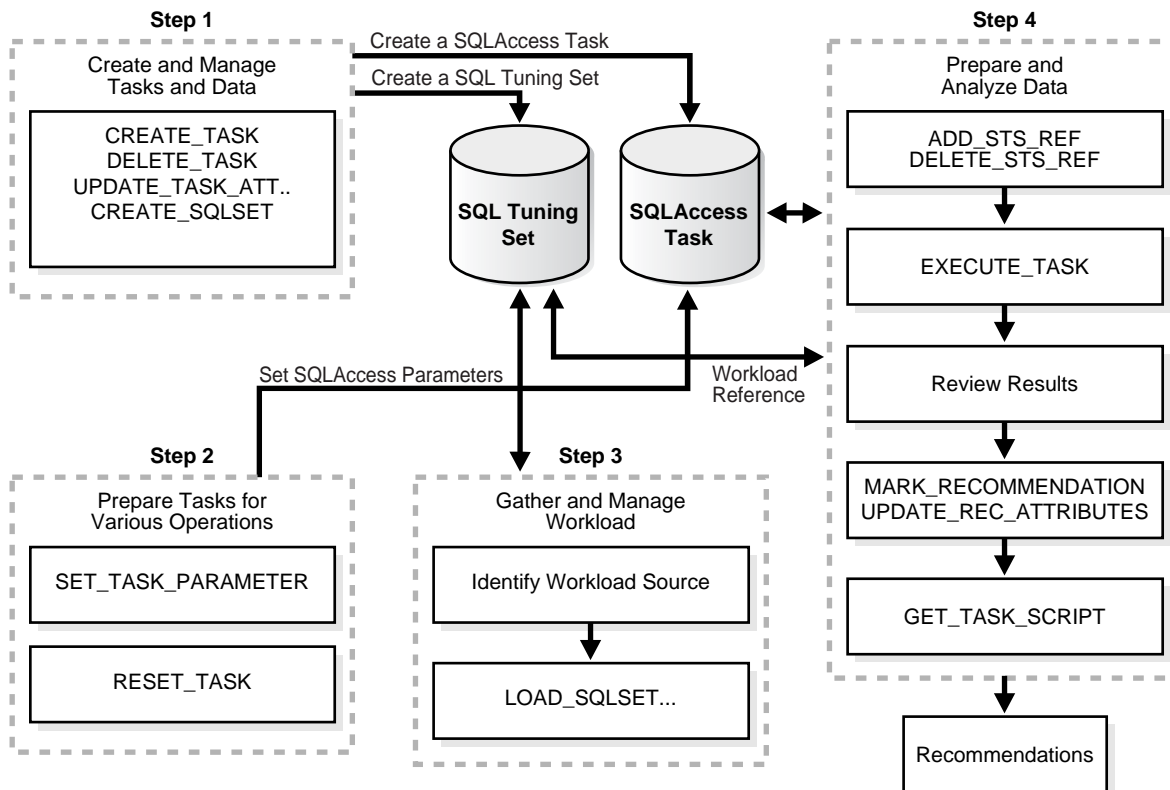 Step 1
Create and Manage
Tasks and Data
CREATE_TASK
DELETE_TASK
UPDATE_TASK_ATT..
CREATE_SQLSET
Create a SQLAccess Task
Create a SQL Tuning Set
SQL Tuning
Set
SQLAccess
Task
Set SQLAccess Parameters
Workload
Reference
Step 2
Prepare Tasks for
Various Operations
SET_TASK_PARAMETER
RESET_TASK
Step 3
Gather and Manage
Workload
Identify Workload Source
LOAD_SQLSET...
Step 4
Prepare and
Analyze Data
ADD_STS_REF
DELETE_STS_REF
EXECUTE_TASK
Review Results
MARK_RECOMMENDATION
UPDATE_REC_ATTRIBUTES
GET_TASK_SCRIPT
Recommendations